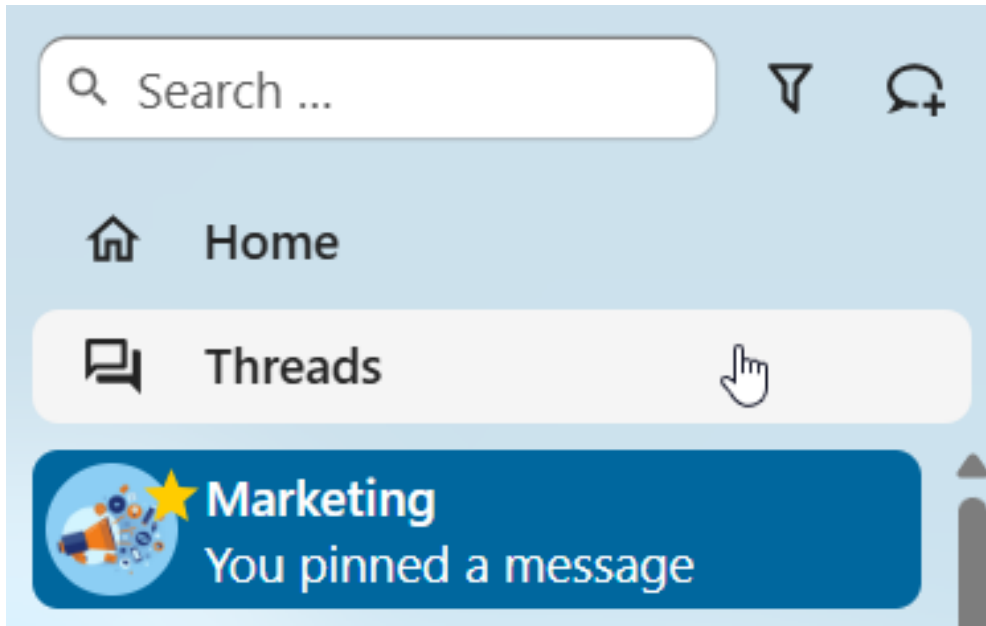 Search ...
Home
Threads
Marketing
You pinned a message